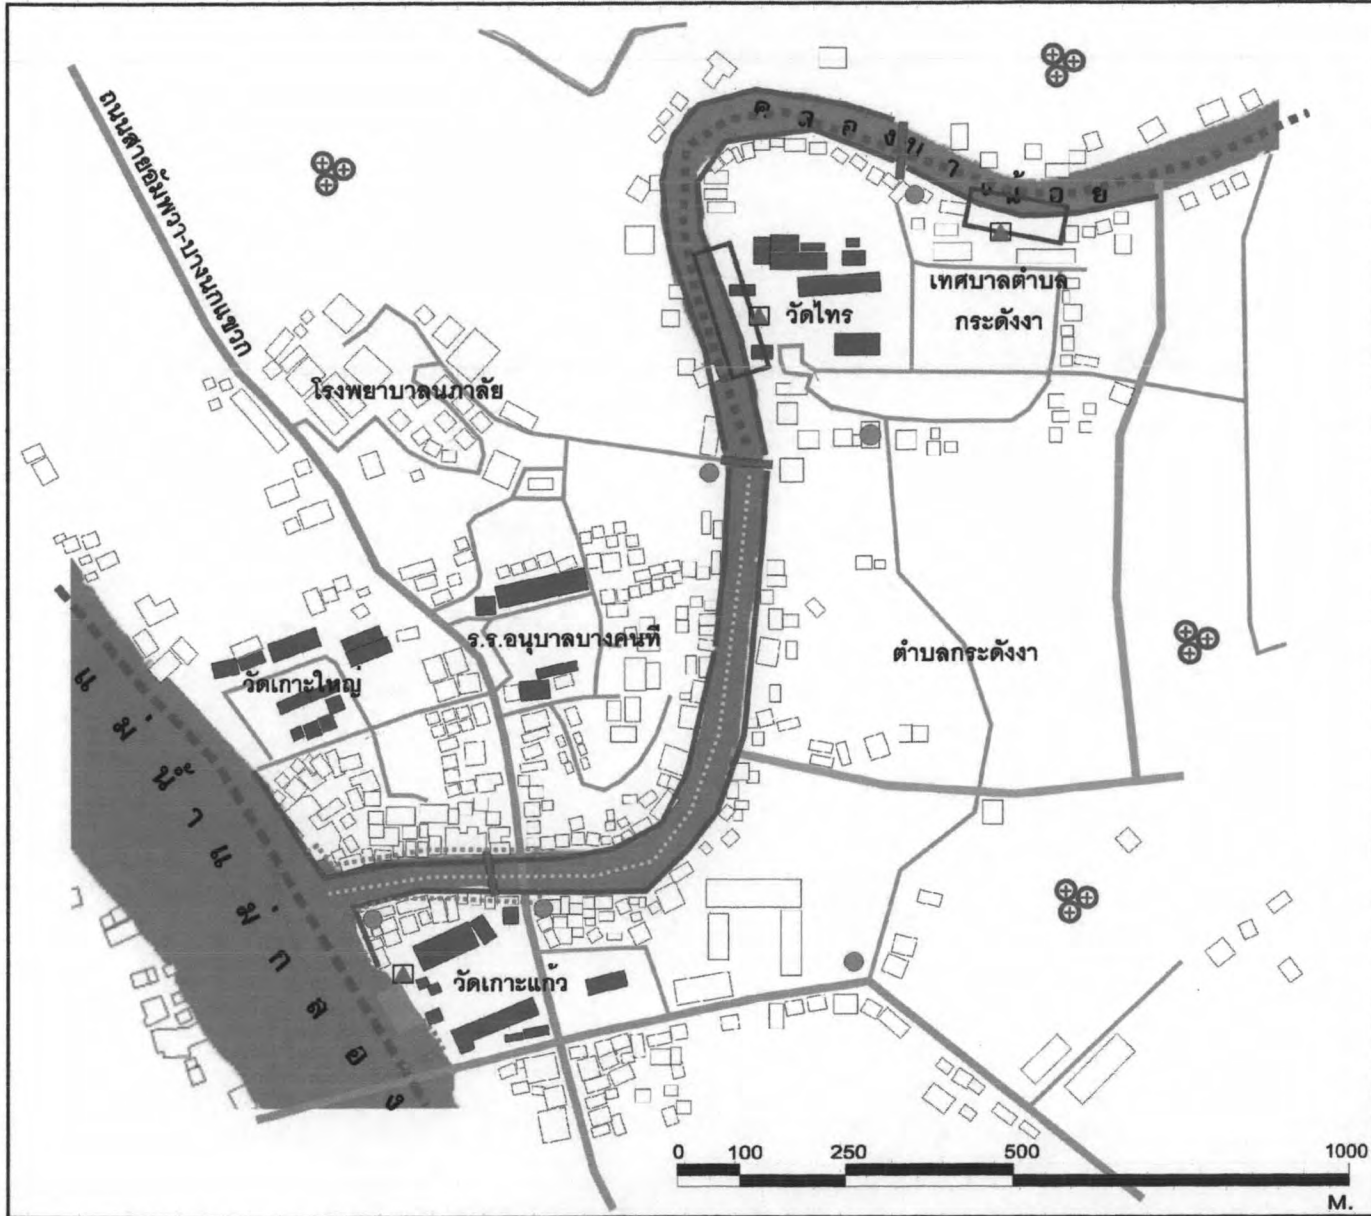 คลองบางน้อย
ถนนสายอัมพวา-บางนกแขวก
เทศบาลตำบล
กระดังงา
วัดไทร
โรงพยาบาลนภาลัย
ร.ร.อนุบาลบางคนที
ตำบลกระดังงา
วัดเกาะใหญ่
แม่น้ำแม่กลอง
วัดเกาะแก้ว
0 100 250 500 1000
M.